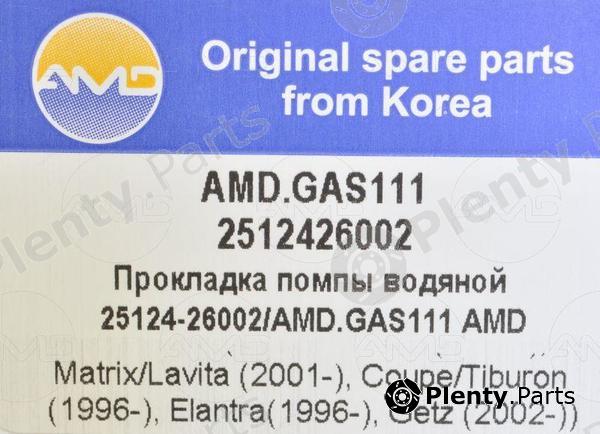 AMD
Original spare parts
from Korea
AMD.GAS111
2512426002
Прокладка помпы водяной
25124-26002/AMD.GAS111 AMD
Matrix/Lavita (2001-), Coupe/Tiburon
(1996-), Elantra(1996-), Getz (2002-))
Plenty.Parts